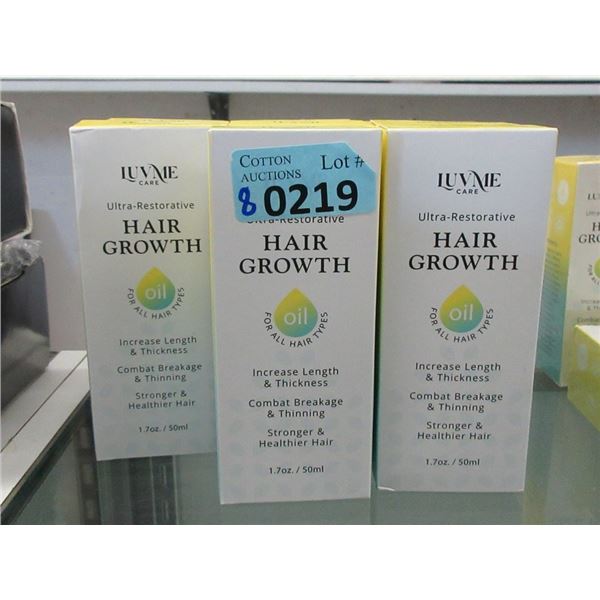 LUVME
CARE
Ultra-Restorative
HAIR
GROWTH
oil
FOR ALL HAIR TYPES
Increase Length
& Thickness
Combat Breakage
& Thinning
Stronger &
Healthier Hair
1.7oz. / 50ml
COTTON
AUCTIONS
Lot #
8 0219
Ultra-Restorative
HAIR
GROWTH
oil
FOR ALL HAIR TYPES
Increase Length
& Thickness
Combat Breakage
& Thinning
Stronger &
Healthier Hair
1.7oz. / 50ml
LUVME
CARE
Ultra-Restorative
HAIR
GROWTH
oil
FOR ALL HAIR TYPES
Increase Length
& Thickness
Combat Breakage
& Thinning
Stronger &
Healthier Hair
1.7oz. / 50ml